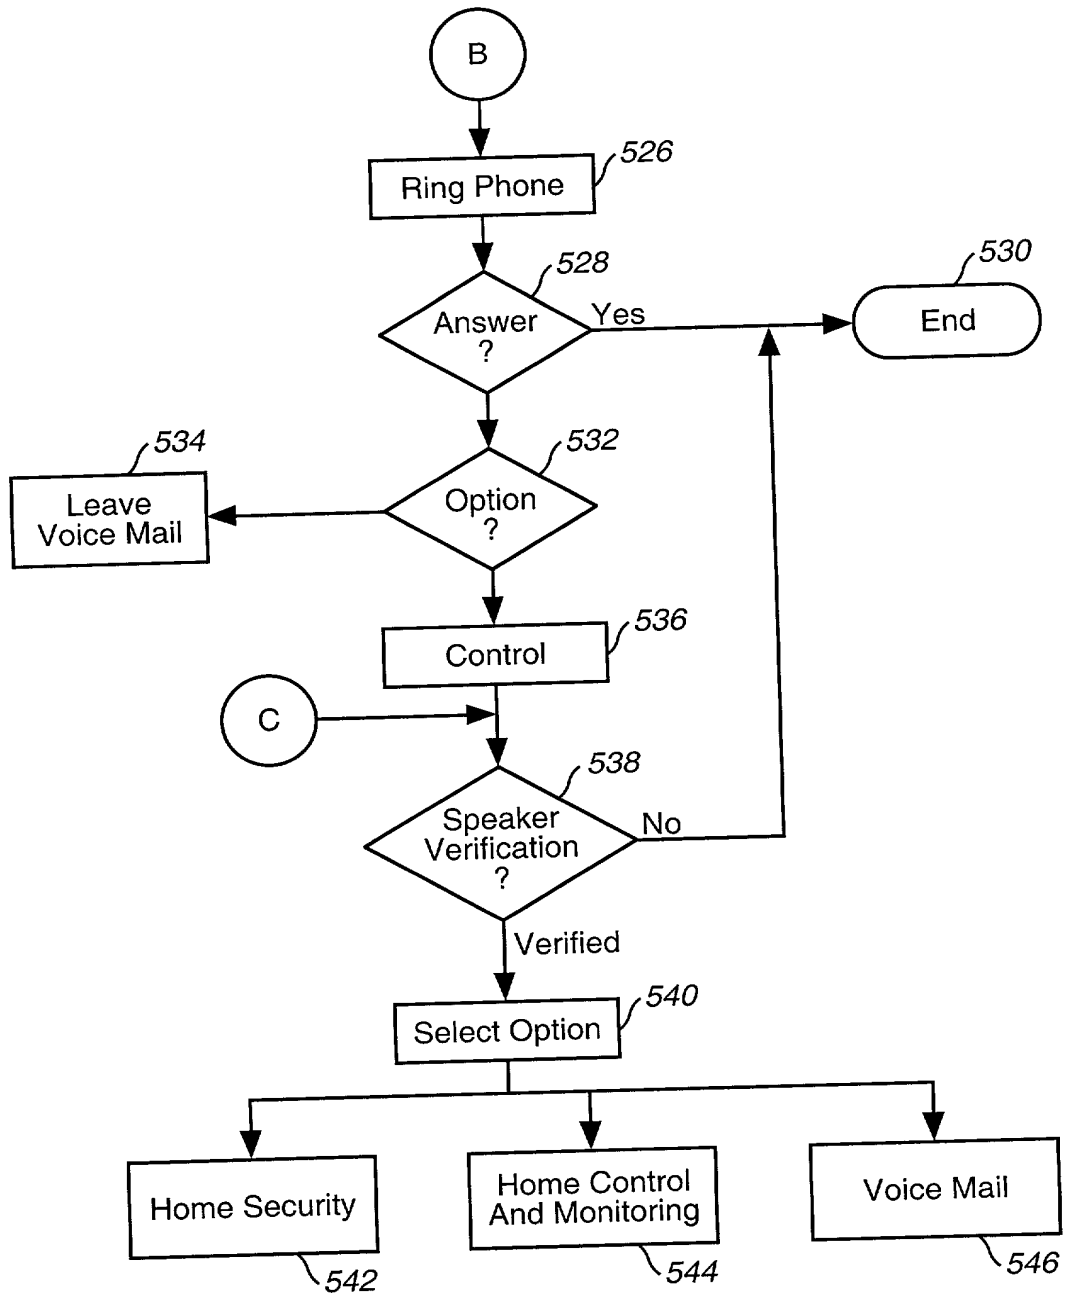 B
526
Ring Phone
528
Answer
?
Yes
530
End
532
Option
?
534
Leave
Voice Mail
536
Control
C
538
Speaker
Verification
?
No
Verified
540
Select Option
Home Security
542
Home Control
And Monitoring
544
Voice Mail
546